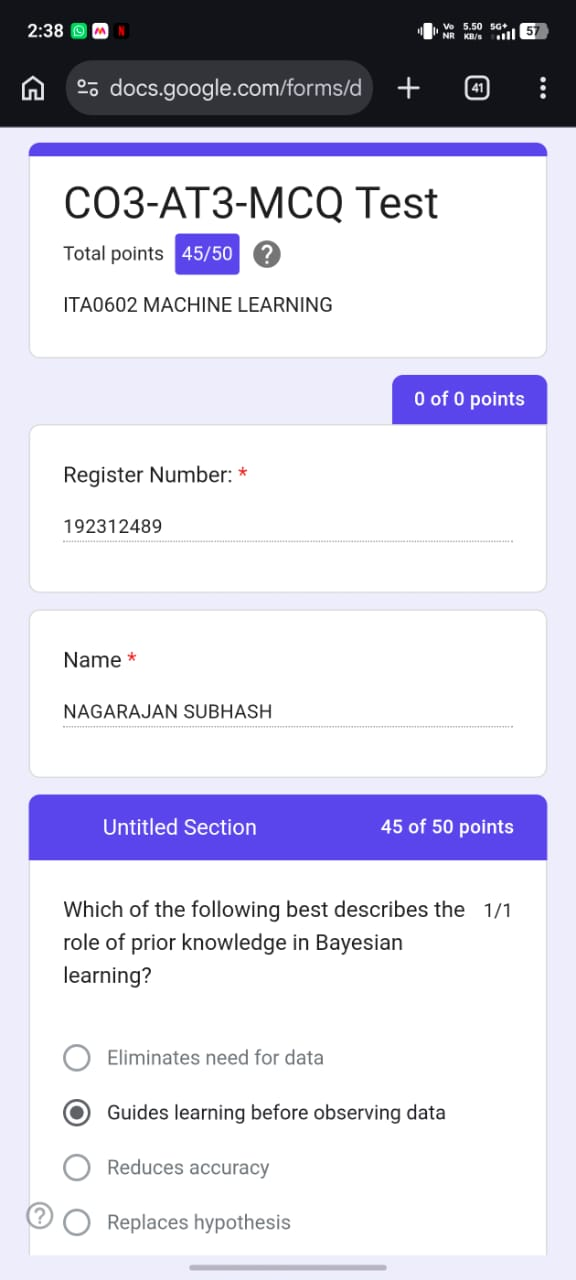 2:38
Vo NR 5.50 KB/s 5G+ 57
docs.google.com/forms/d
41
CO3-AT3-MCQ Test
Total points 45/50 ?
ITA0602 MACHINE LEARNING
0 of 0 points
Register Number: *
192312489
Name *
NAGARAJAN SUBHASH
Untitled Section 45 of 50 points
Which of the following best describes the 1/1
role of prior knowledge in Bayesian
learning?
Eliminates need for data
Guides learning before observing data
Reduces accuracy
? Replaces hypothesis